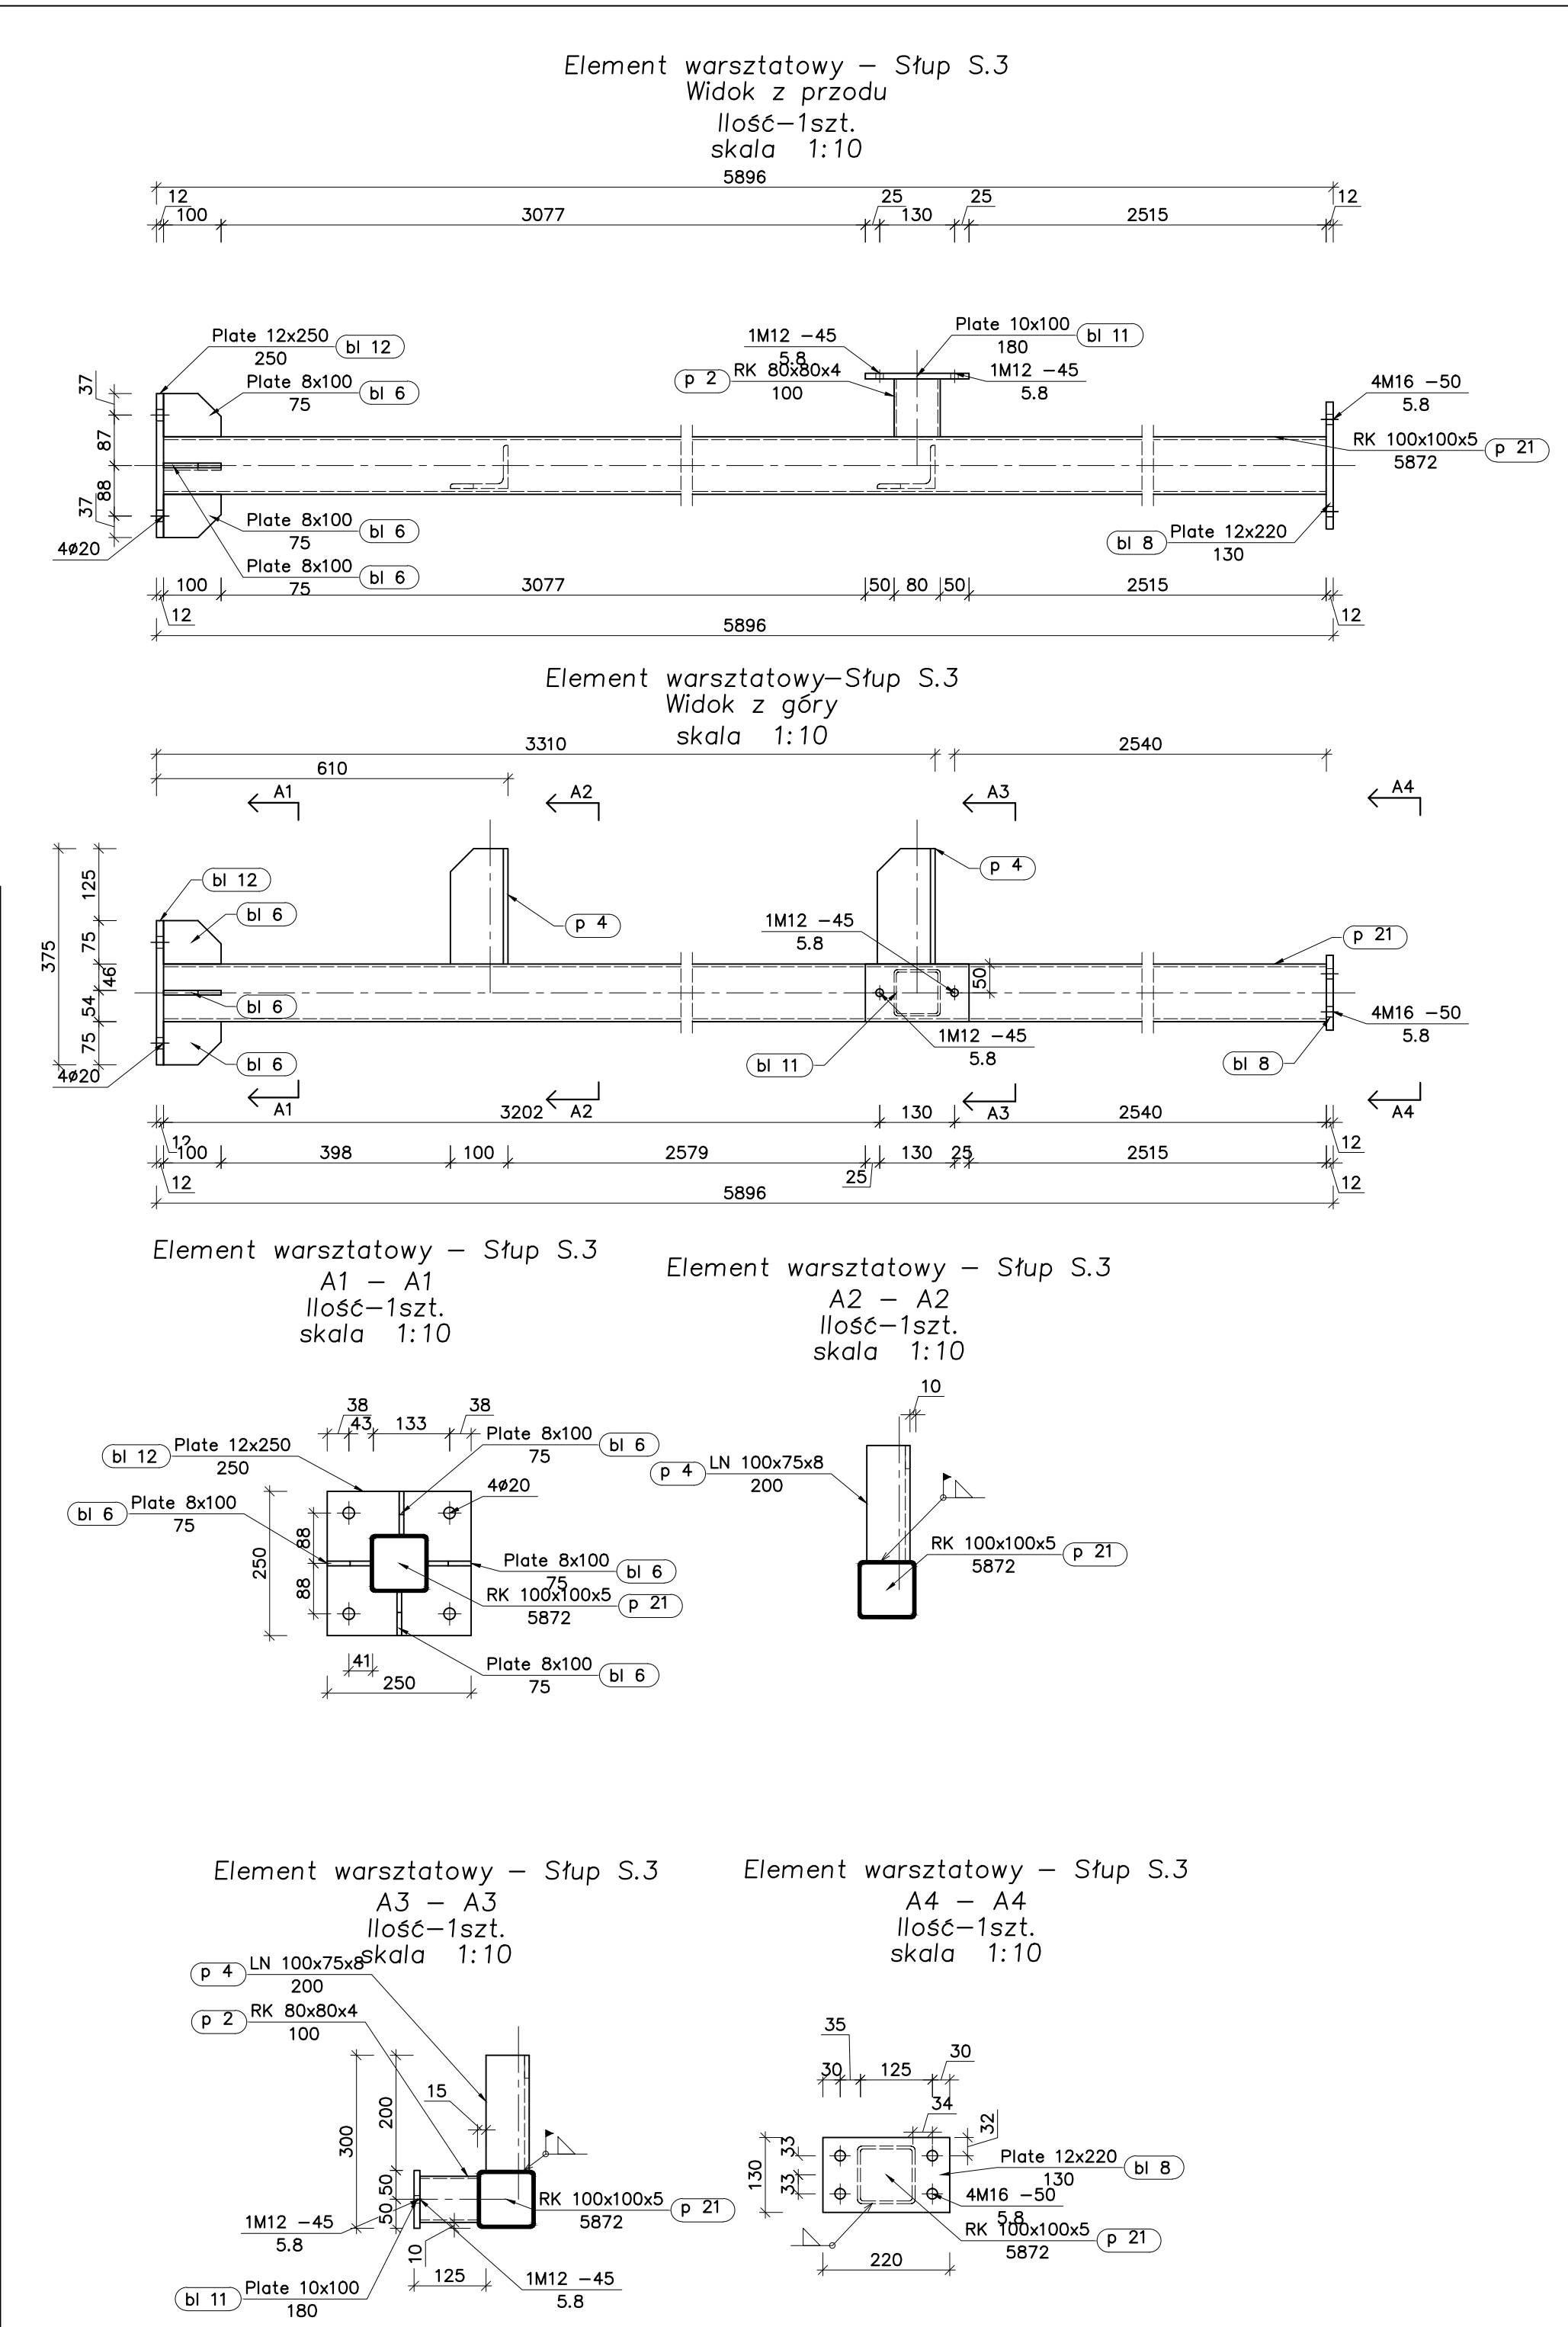 Element warsztatowy – Słup S.3
Widok z przodu
Ilość–1szt.
skala 1:10
5896
12
100
3077
25
130
25
2515
12
Plate 12x250
250
bl 12
Plate 8x100
75
bl 6
37
87
88
37
4ø20
Plate 8x100
75
bl 6
Plate 8x100
75
bl 6
1M12 -45
5.8
p 2
RK 80x80x4
100
Plate 10x100
180
bl 11
1M12 -45
5.8
4M16 -50
5.8
RK 100x100x5
5872
p 21
bl 8
Plate 12x220
130
100
3077
50
80
50
2515
12
12
5896
Element warsztatowy–Słup S.3
Widok z góry
skala 1:10
3310
2540
610
A1
A2
A3
A4
375
125
75
46
54
75
bl 12
bl 6
bl 6
bl 6
4ø20
p 4
p 4
1M12 -45
5.8
p 21
50
1M12 -45
5.8
bl 11
4M16 -50
5.8
bl 8
A1
A2
A3
A4
3202
130
2540
12
12
100
398
100
2579
25
130
25
2515
12
12
5896
Element warsztatowy – Słup S.3
A1 – A1
Ilość–1szt.
skala 1:10
38
43
133
38
bl 12
Plate 12x250
250
Plate 8x100
75
bl 6
bl 6
Plate 8x100
75
4ø20
250
88
88
Plate 8x100
75
bl 6
RK 100x100x5
5872
p 21
41
250
Plate 8x100
75
bl 6
Element warsztatowy – Słup S.3
A2 – A2
Ilość–1szt.
skala 1:10
10
p 4
LN 100x75x8
200
RK 100x100x5
5872
p 21
Element warsztatowy – Słup S.3
A3 – A3
Ilość–1szt.
skala 1:10
p 4
LN 100x75x8
200
p 2
RK 80x80x4
100
15
300
200
50
50
RK 100x100x5
5872
p 21
1M12 -45
5.8
10
125
1M12 -45
5.8
bl 11
Plate 10x100
180
Element warsztatowy – Słup S.3
A4 – A4
Ilość–1szt.
skala 1:10
35
30
125
30
34
32
130
33
33
Plate 12x220
130
bl 8
4M16 -50
5.8
RK 100x100x5
5872
p 21
220